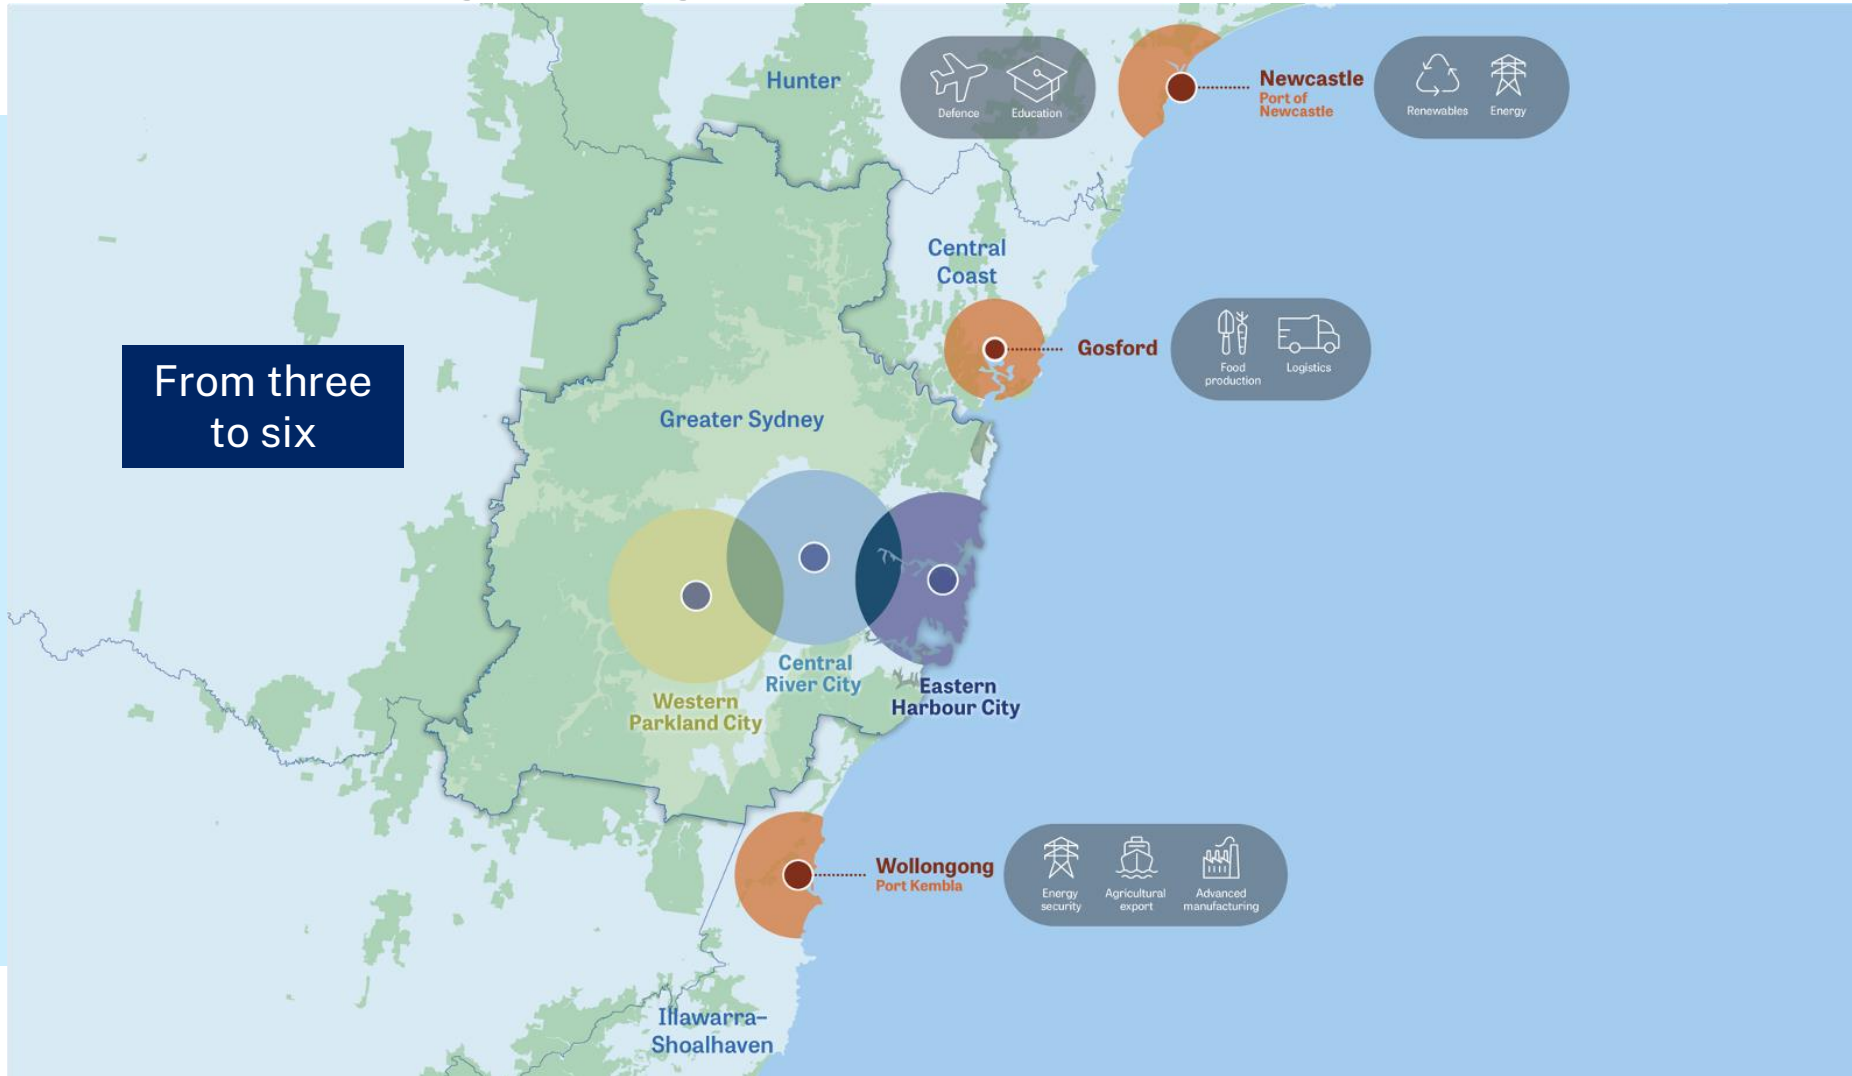 Hunter
Defence
Education
Newcastle
Port of
Newcastle
Renewables
Energy
Central
Coast
Gosford
Food
production
Logistics
From three
to six
Greater Sydney
Central
River City
Western
Parkland City
Eastern
Harbour City
Wollongong
Port Kembla
Energy
security
Agricultural
export
Advanced
manufacturing
Illawarra–
Shoalhaven